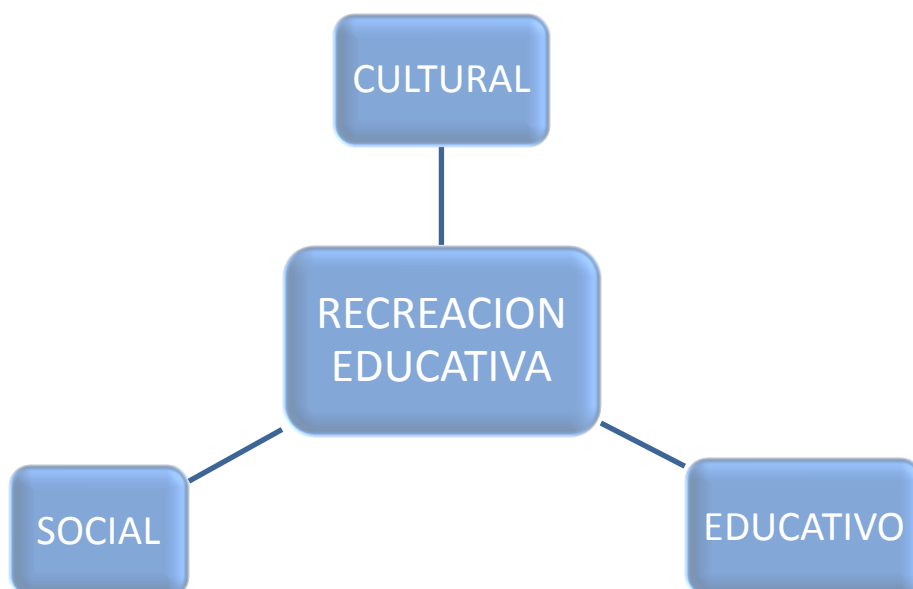 CULTURAL
RECREACION
EDUCATIVA
SOCIAL
EDUCATIVO